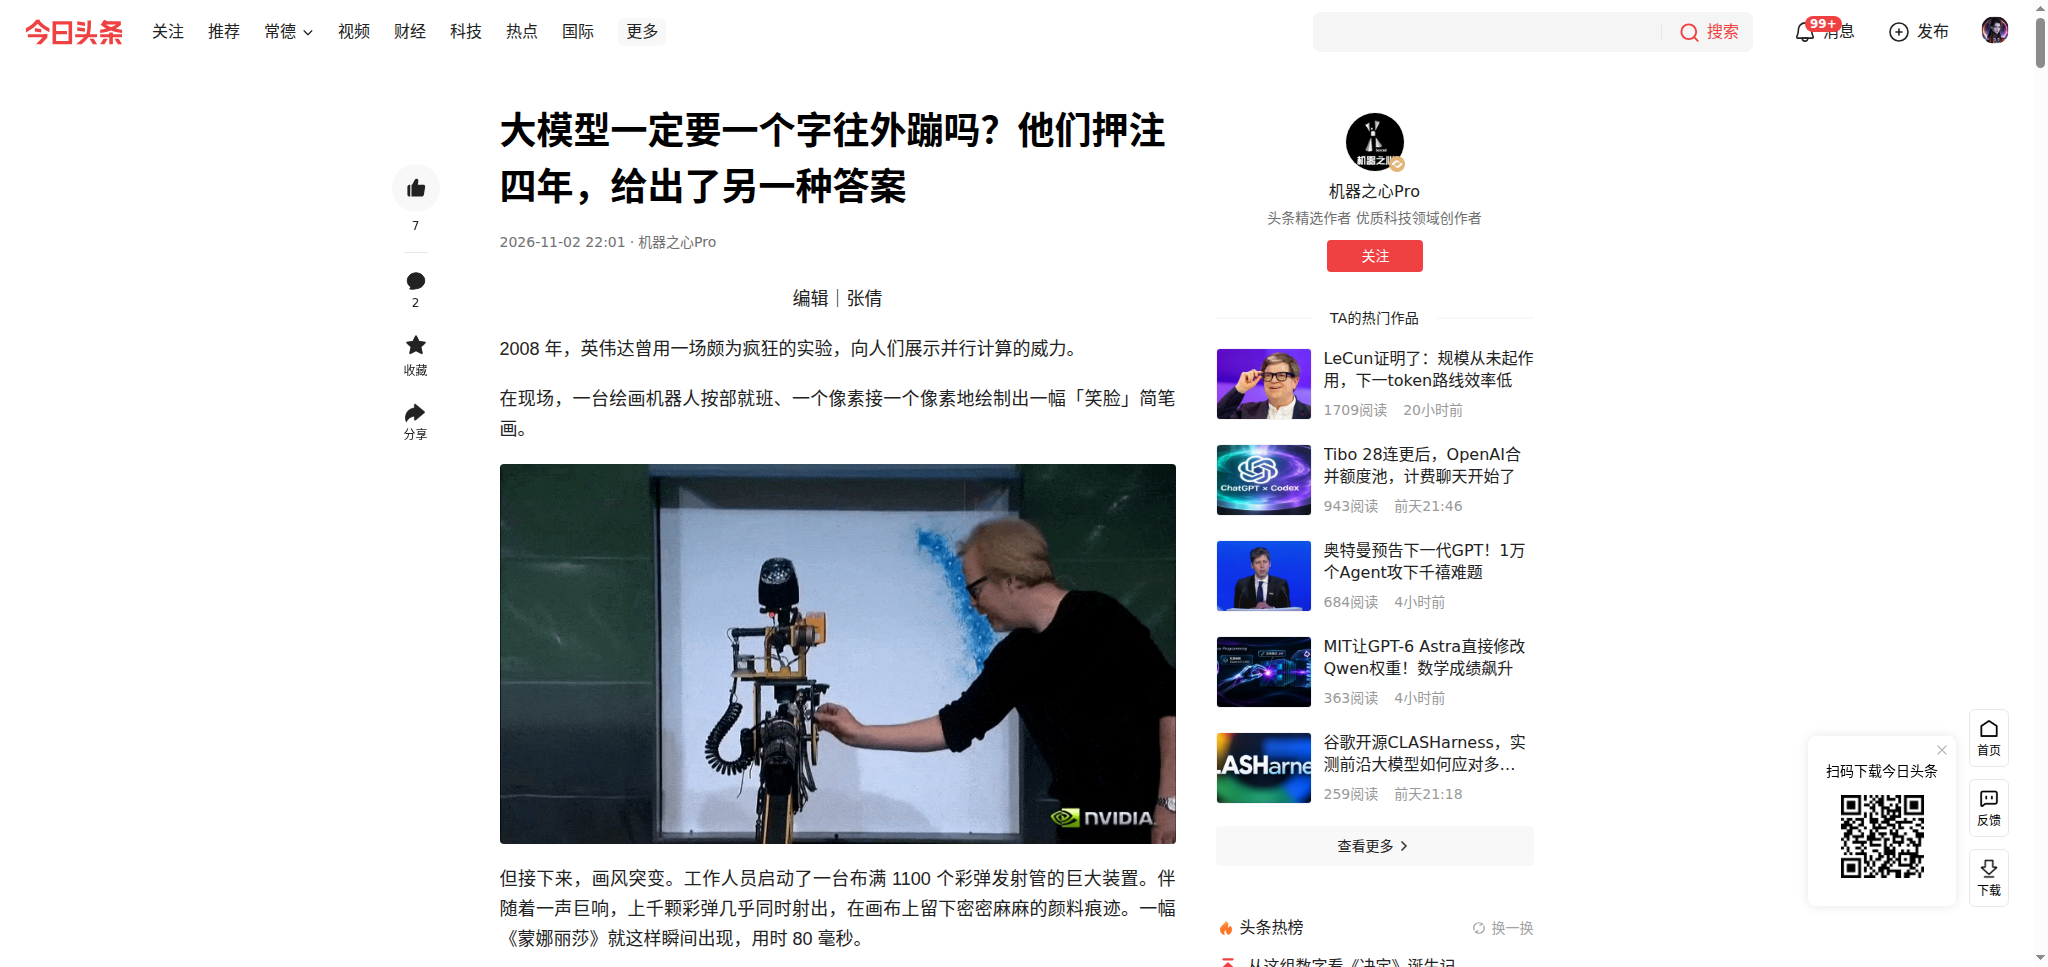 今日头条
关注
推荐
常德
视频
财经
科技
热点
国际
更多
搜索
99+
消息
发布
大模型一定要一个字往外蹦吗？他们押注
四年，给出了另一种答案
2026-11-02 22:01 · 机器之心Pro
7
2
收藏
分享
编辑｜张倩
2008 年，英伟达曾用一场颇为疯狂的实验，向人们展示并行计算的威力。
在现场，一台绘画机器人按部就班、一个像素接一个像素地绘制出一幅「笑脸」简笔
画。
NVIDIA
但接下来，画风突变。工作人员启动了一台布满 1100 个彩弹发射管的巨大装置。伴
随着一声巨响，上千颗彩弹几乎同时射出，在画布上留下密密麻麻的颜料痕迹。一幅
《蒙娜丽莎》就这样瞬间出现，用时 80 毫秒。
机器之心
机器之心Pro
头条精选作者 优质科技领域创作者
关注
TA的热门作品
LeCun证明了：规模从未起作
用，下一token路线效率低
1709阅读 20小时前
ChatGPT × Codex
Tibo 28连更后，OpenAI合
并额度池，计费聊天开始了
943阅读 前天21:46
奥特曼预告下一代GPT！1万
个Agent攻下千禧难题
684阅读 4小时前
MIT让GPT-6 Astra直接修改
Qwen权重！数学成绩飙升
363阅读 4小时前
LASHarne
谷歌开源CLASHarness，实
测前沿大模型如何应对多...
259阅读 前天21:18
查看更多
头条热榜
换一换
从这组数字看《决定》诞生记
扫码下载今日头条
首页
反馈
下载